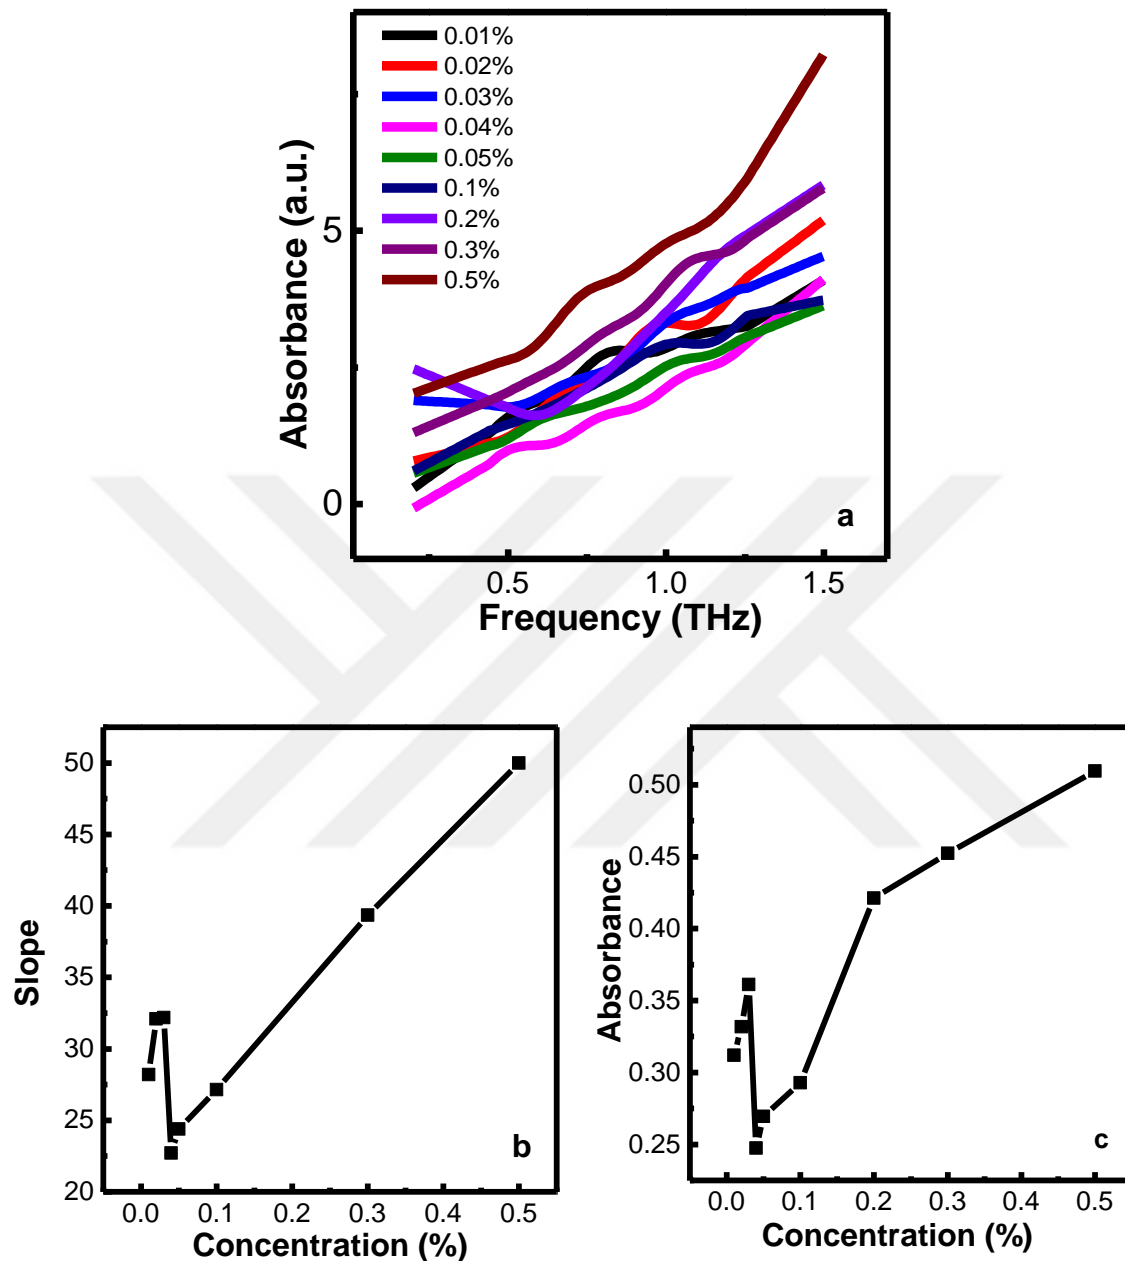 0.01%
0.02%
0.03%
0.04%
0.05%
0.1%
0.2%
0.3%
0.5%
Absorbance (a.u.)
5
0
a
0.5 1.0 1.5
Frequency (THz)
50
45
40
35
30
25
20
Slope
b
0.0 0.1 0.2 0.3 0.4 0.5
Concentration (%)
0.50
0.45
0.40
0.35
0.30
0.25
Absorbance
c
0.0 0.1 0.2 0.3 0.4 0.5
Concentration (%)